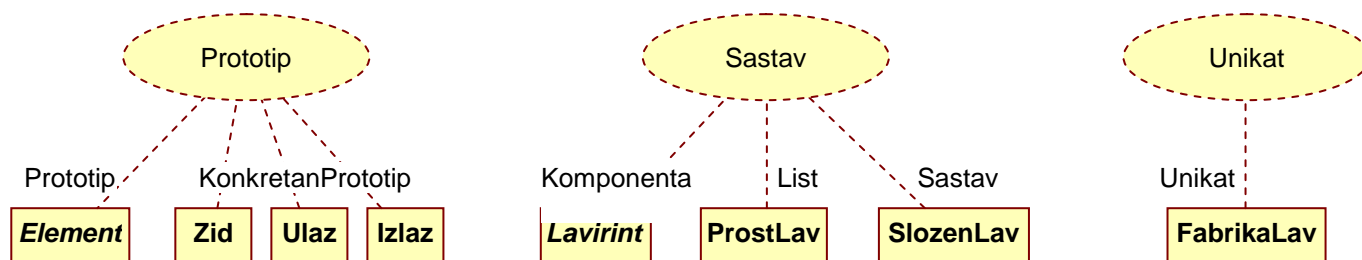 Prototip Sastav Unikat
Prototip KonkretanPrototip Komponenta List Sastav Unikat
Element Zid Ulaz Izlaz Lavirint ProstLav SlozenLav FabrikaLav